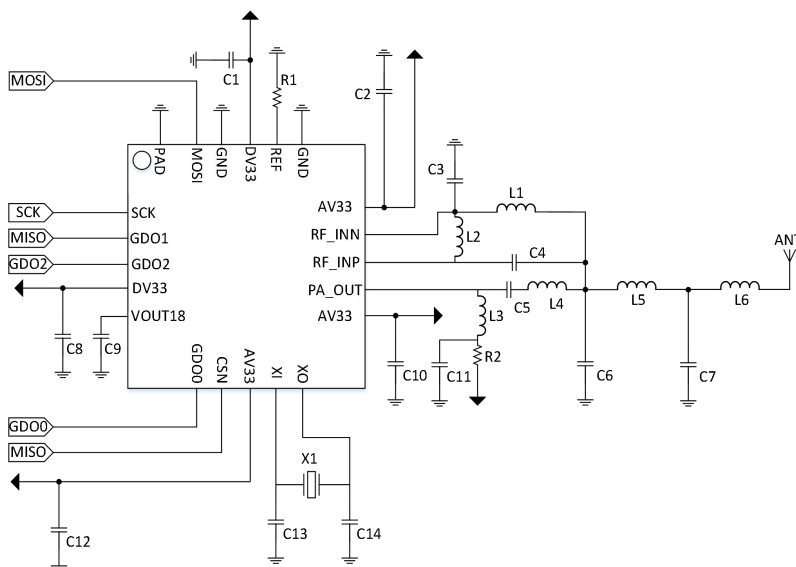 C1
R1
MOSI
C2
PAD
MOSI
GND
DV33
REF
GND
C3
L1
SCK
SCK
AV33
MISO
GDO1
RF_INN
L2
GDO2
GDO2
RF_INP
C4
ANT
DV33
PA_OUT
C5
L4
L5
L6
VOUT18
AV33
L3
C8
C9
GDO0
CSN
AV33
XI
XO
C10
C11
R2
C6
C7
GDO0
MISO
X1
C12
C13
C14